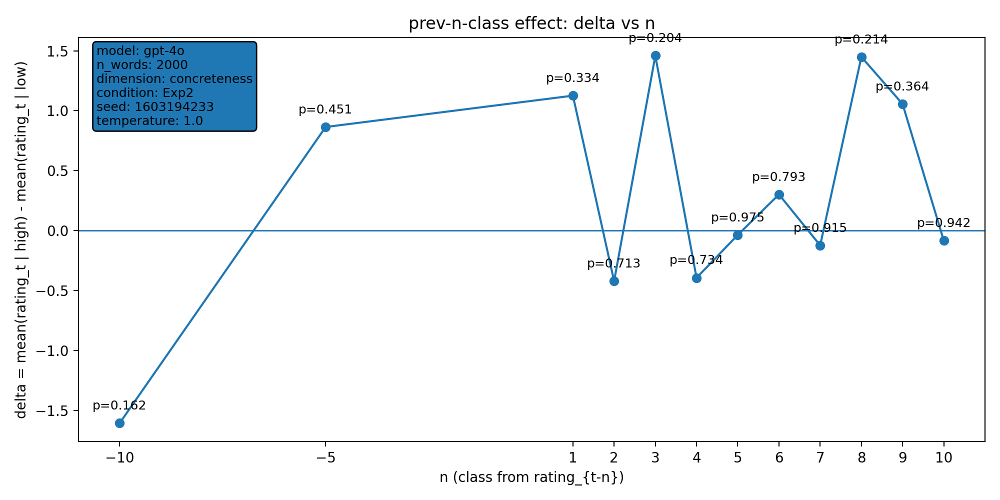 prev-n-class effect: delta vs n
model: gpt-4o
n_words: 2000
dimension: concreteness
condition: Exp2
seed: 1603194233
temperature: 1.0
delta = mean(rating_t | high) - mean(rating_t | low)
1.5
1.0
0.5
0.0
−0.5
−1.0
−1.5
p=0.162
p=0.451
p=0.334
p=0.713
p=0.204
p=0.734
p=0.975
p=0.793
p=0.915
p=0.214
p=0.364
p=0.942
−10
−5
1
2
3
4
5
6
7
8
9
10
n (class from rating_{t-n})